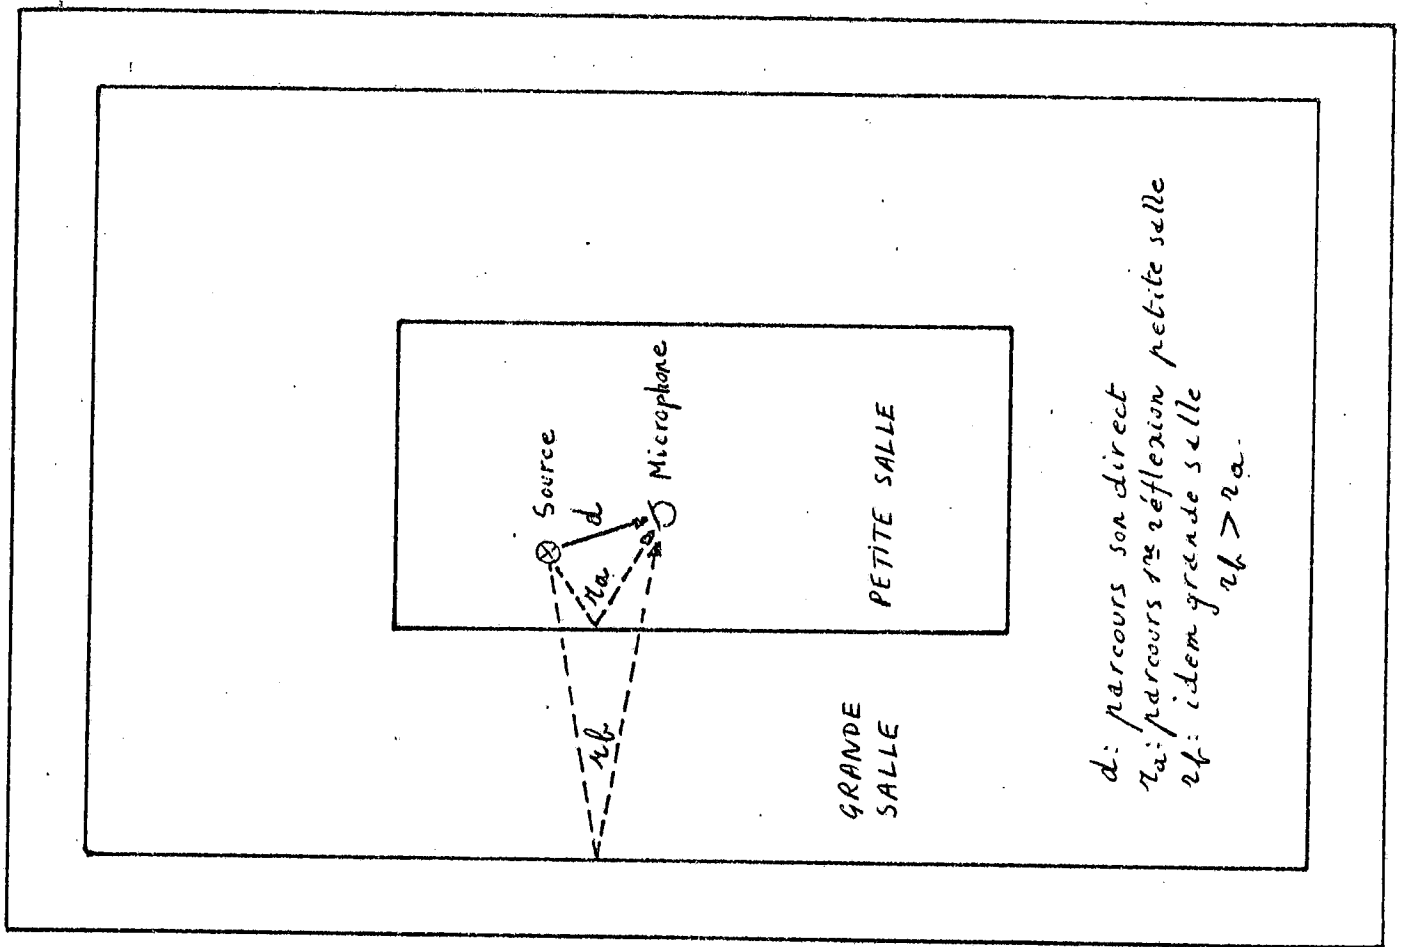 Source
d
Microphone
ra
rb
PETITE SALLE
GRANDE
SALLE
d: parcours son direct
ra: parcours 1re réflexion petite salle
rb: idem grande salle
rb > ra.